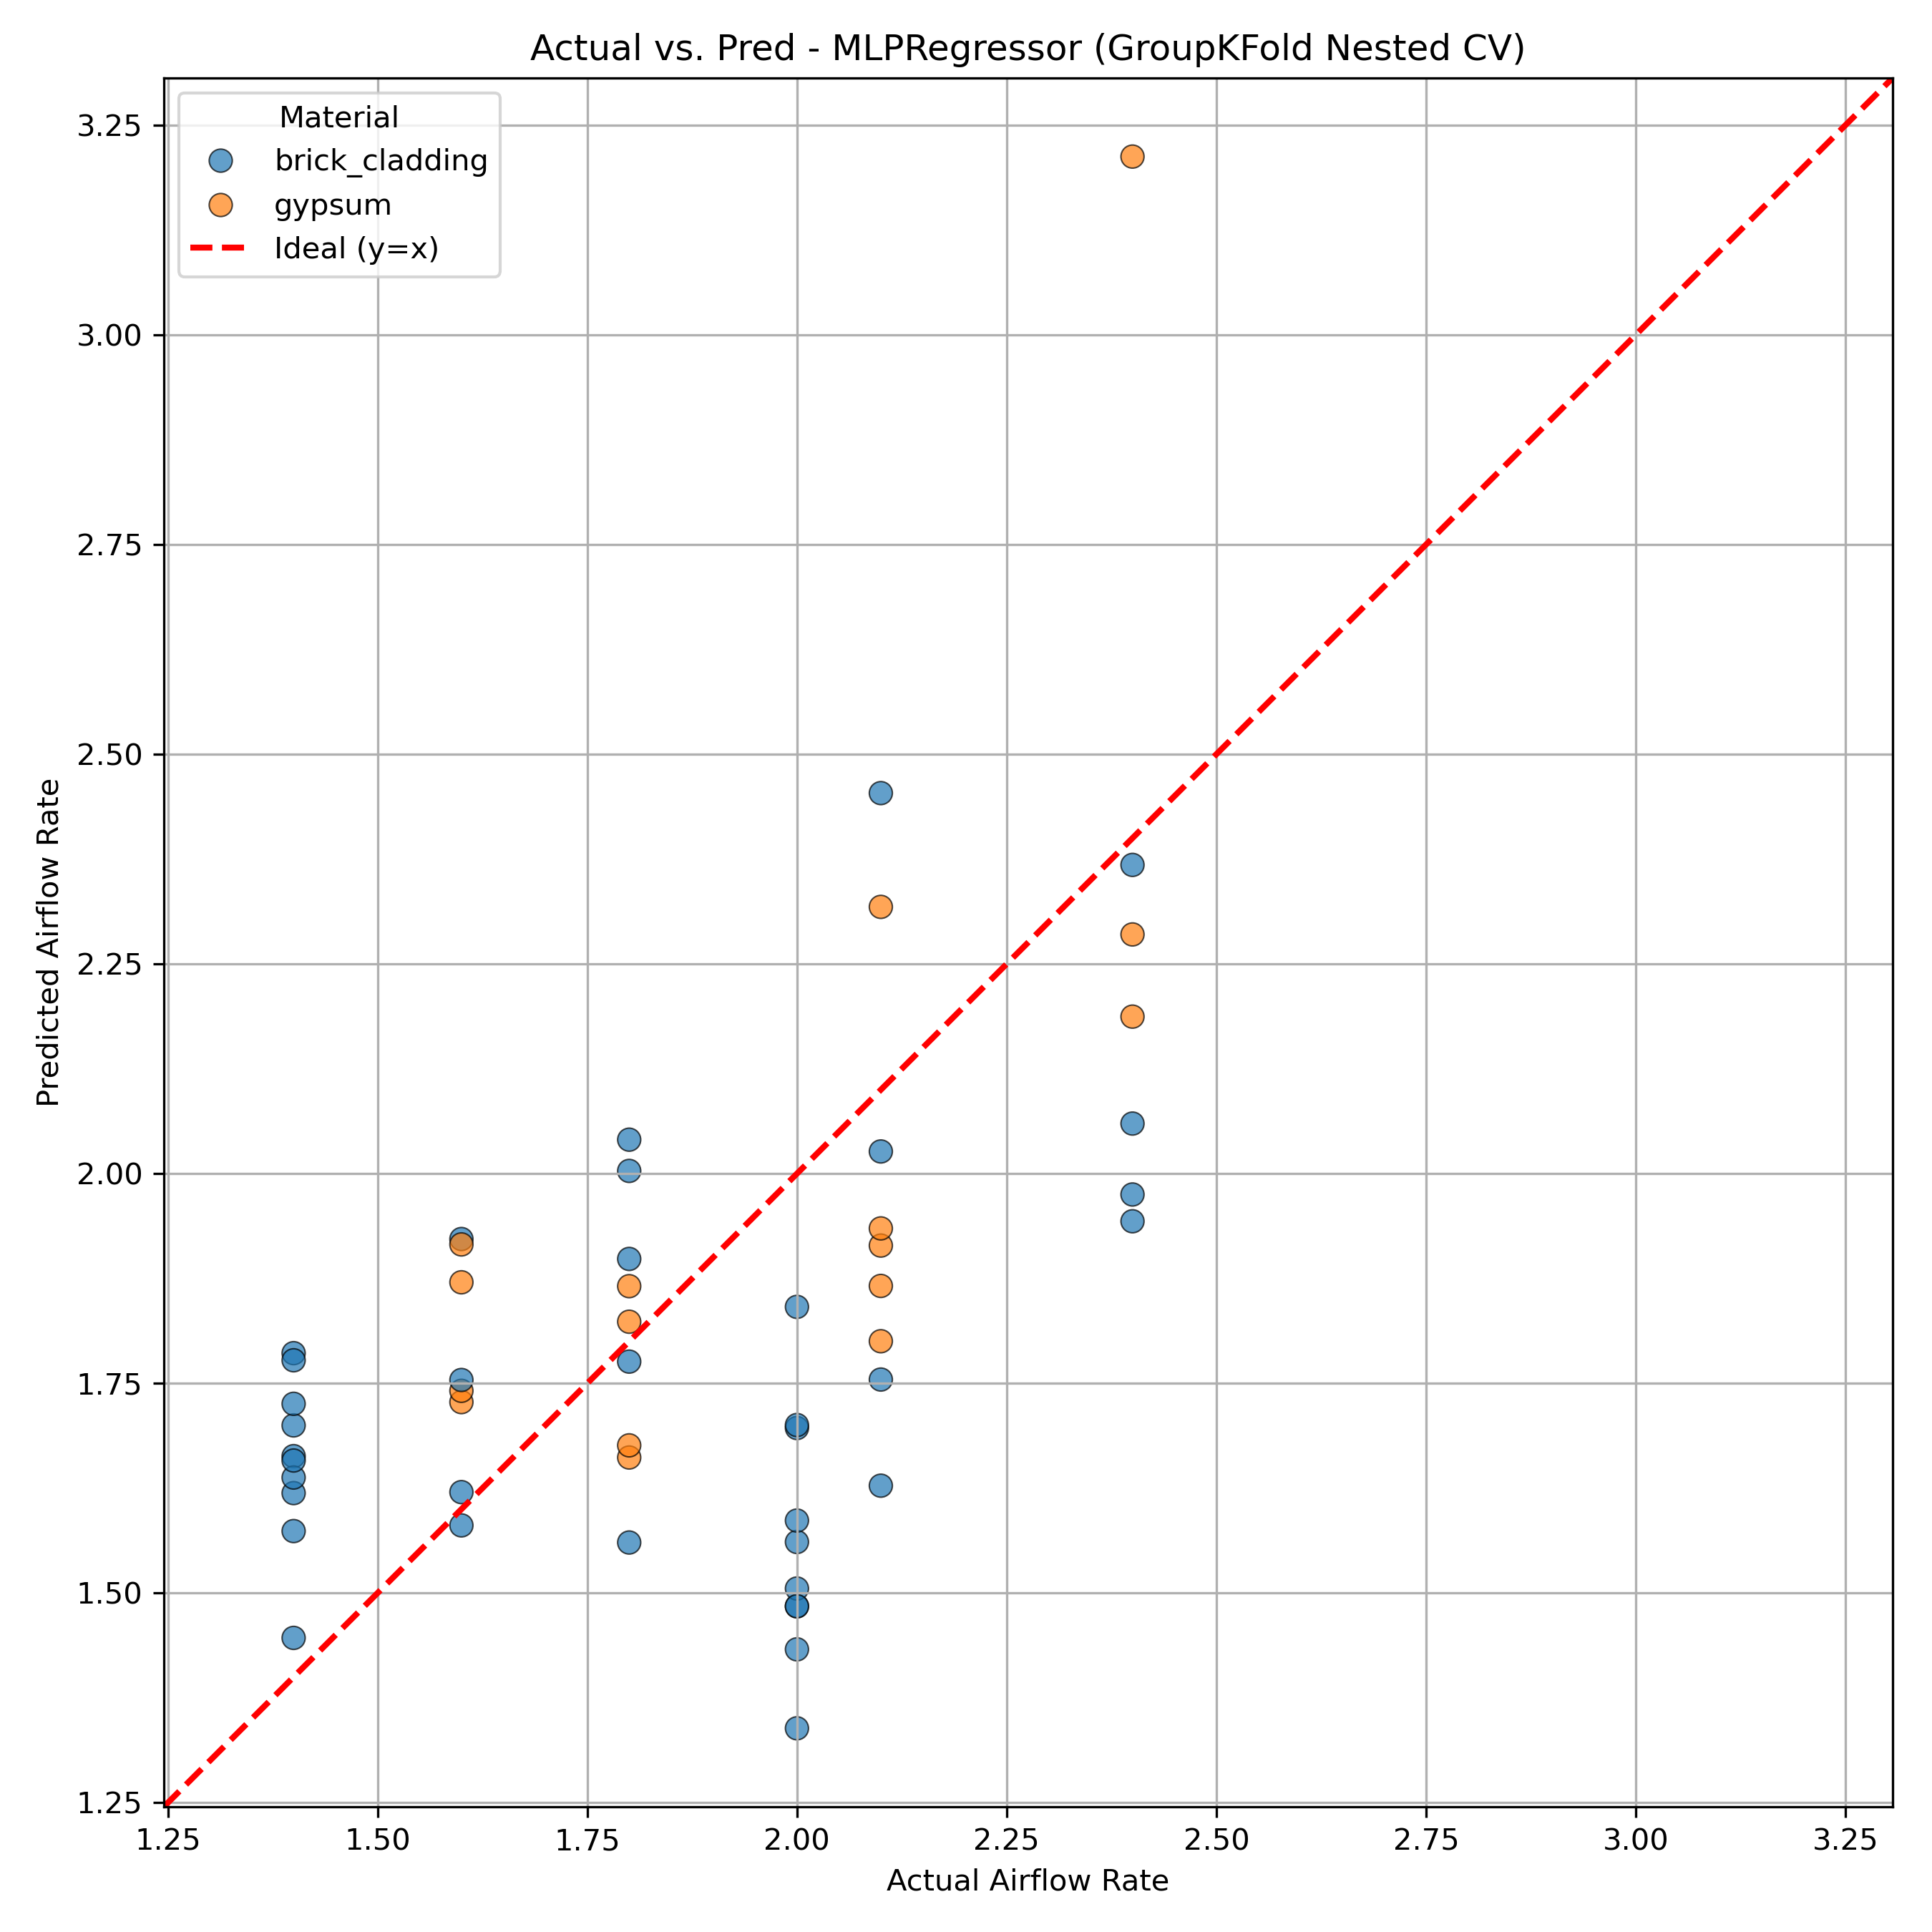 Actual vs. Pred - MLPRegressor (GroupKFold Nested CV)
Material
brick_cladding
gypsum
Ideal (y=x)
3.25
3.00
2.75
2.50
2.25
2.00
1.75
1.50
1.25
Predicted Airflow Rate
1.25 1.50 1.75 2.00 2.25 2.50 2.75 3.00 3.25
Actual Airflow Rate